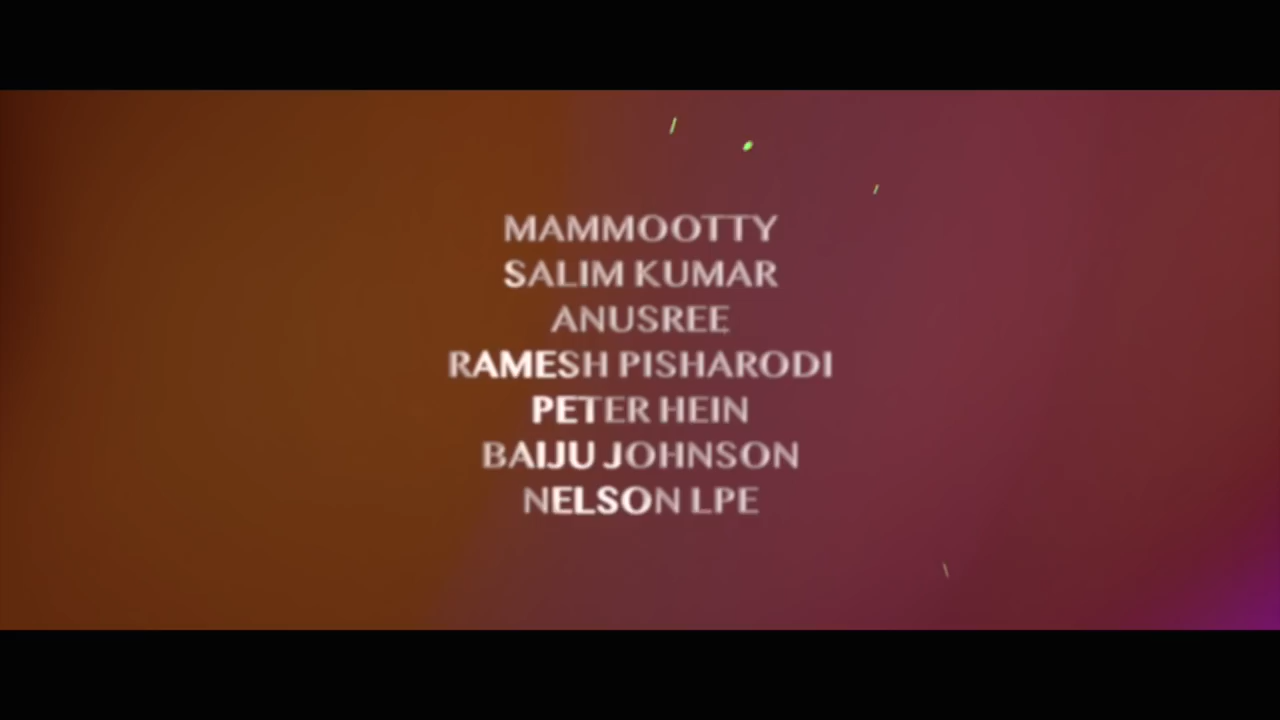 MAMMOOTTY
SALIM KUMAR
ANUSREE
RAMESH PISHARODI
PETER HEIN
BAIJU JOHNSON
NELSON LPE